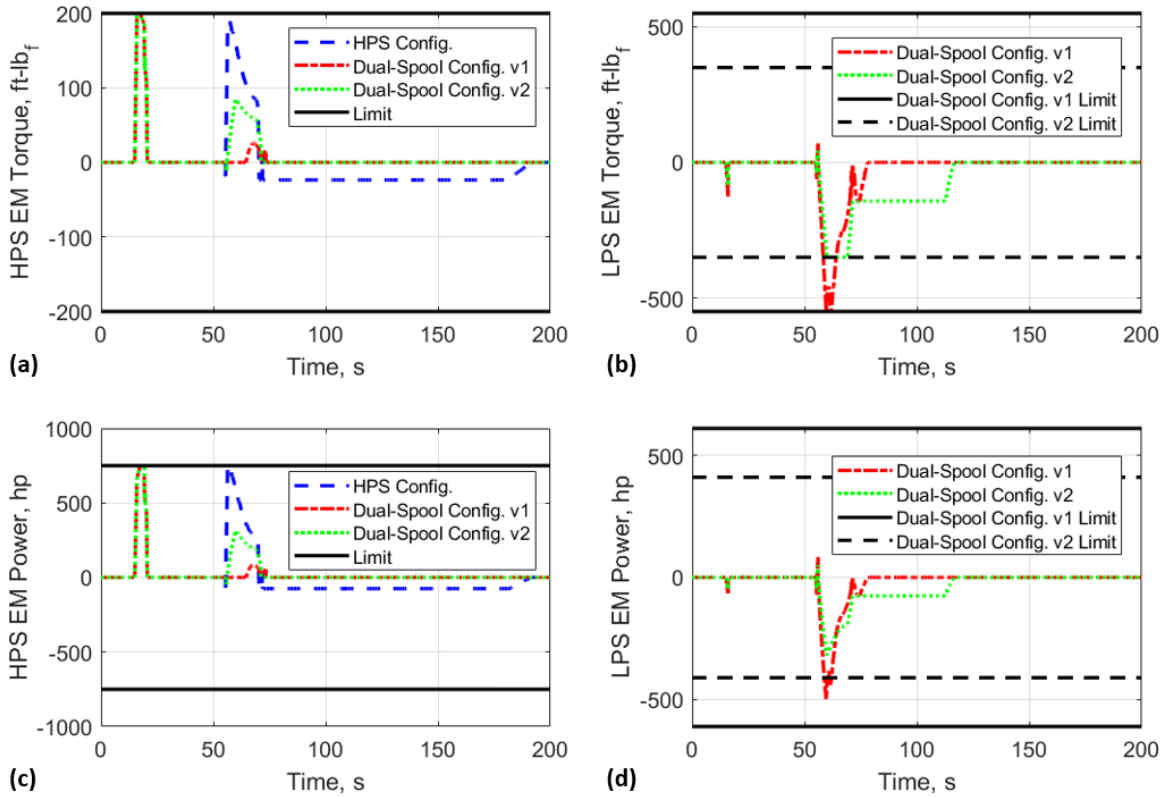 HPS EM Torque, ft-lbf
200
100
0
-100
-200
HPS Config.
Dual-Spool Config. v1
Dual-Spool Config. v2
Limit
0 50 100 150 200
Time, s
(a)
LPS EM Torque, ft-lbf
500
0
-500
Dual-Spool Config. v1
Dual-Spool Config. v2
Dual-Spool Config. v1 Limit
Dual-Spool Config. v2 Limit
0 50 100 150 200
Time, s
(b)
HPS EM Power, hp
1000
500
0
-500
-1000
HPS Config.
Dual-Spool Config. v1
Dual-Spool Config. v2
Limit
0 50 100 150 200
Time, s
(c)
LPS EM Power, hp
500
0
-500
Dual-Spool Config. v1
Dual-Spool Config. v2
Dual-Spool Config. v1 Limit
Dual-Spool Config. v2 Limit
0 50 100 150 200
Time, s
(d)